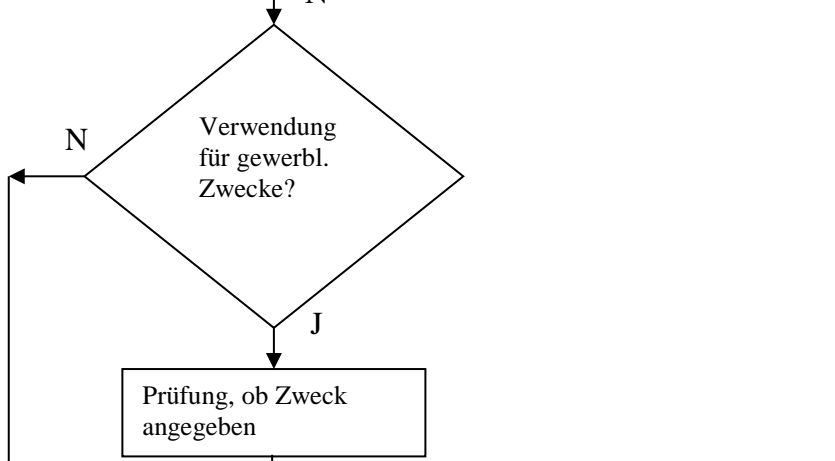 N
Verwendung
für gewerbl.
Zwecke?
N
J
Prüfung, ob Zweck
angegeben